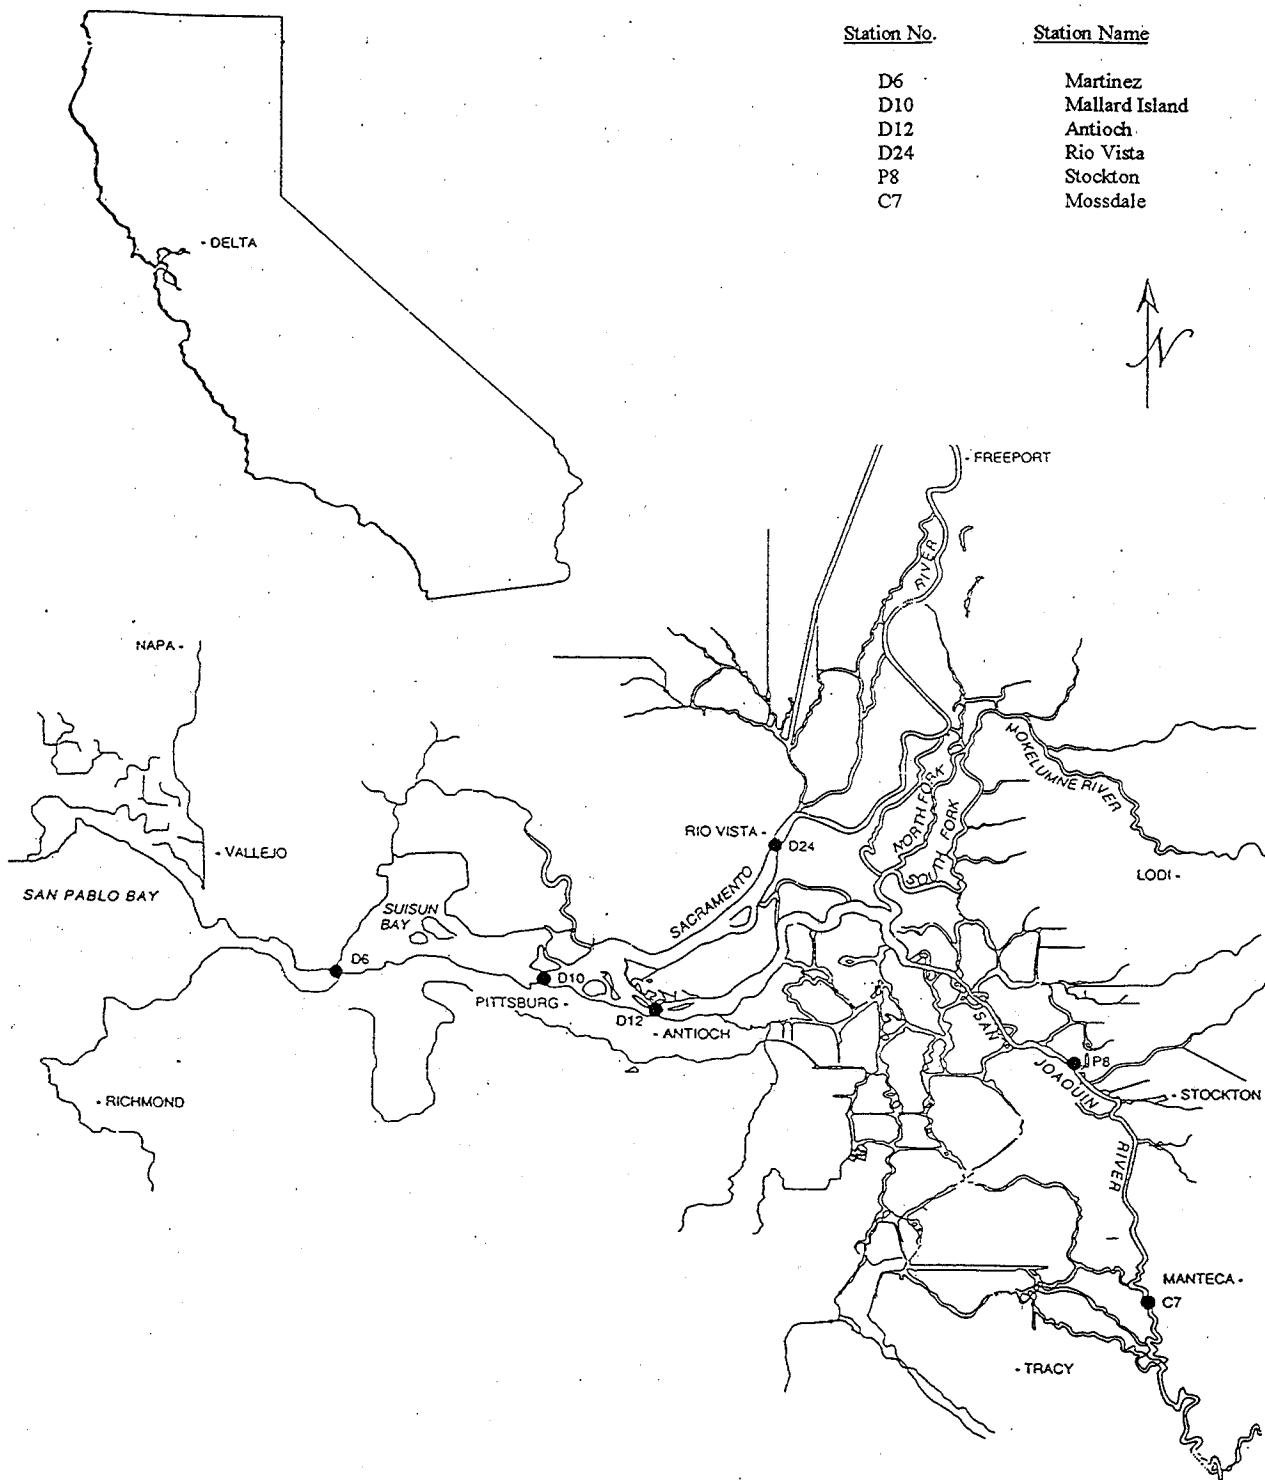 Station No. Station Name
D6 Martinez
D10 Mallard Island
D12 Antioch
D24 Rio Vista
P8 Stockton
C7 Mossdale
- DELTA
N
- FREEPORT
RIVER
NAPA -
MOKELUMNE RIVER
NORTH FORK
SOUTH FORK
RIO VISTA -
D24
- VALLEJO
LODI -
SAN PABLO BAY
SUISUN
BAY
SACRAMENTO
D6
D10
PITTSBURG -
D12
- ANTIOCH
SAN
JOAQUIN
RIVER
P8
- RICHMOND
- STOCKTON
MANTECA -
C7
- TRACY